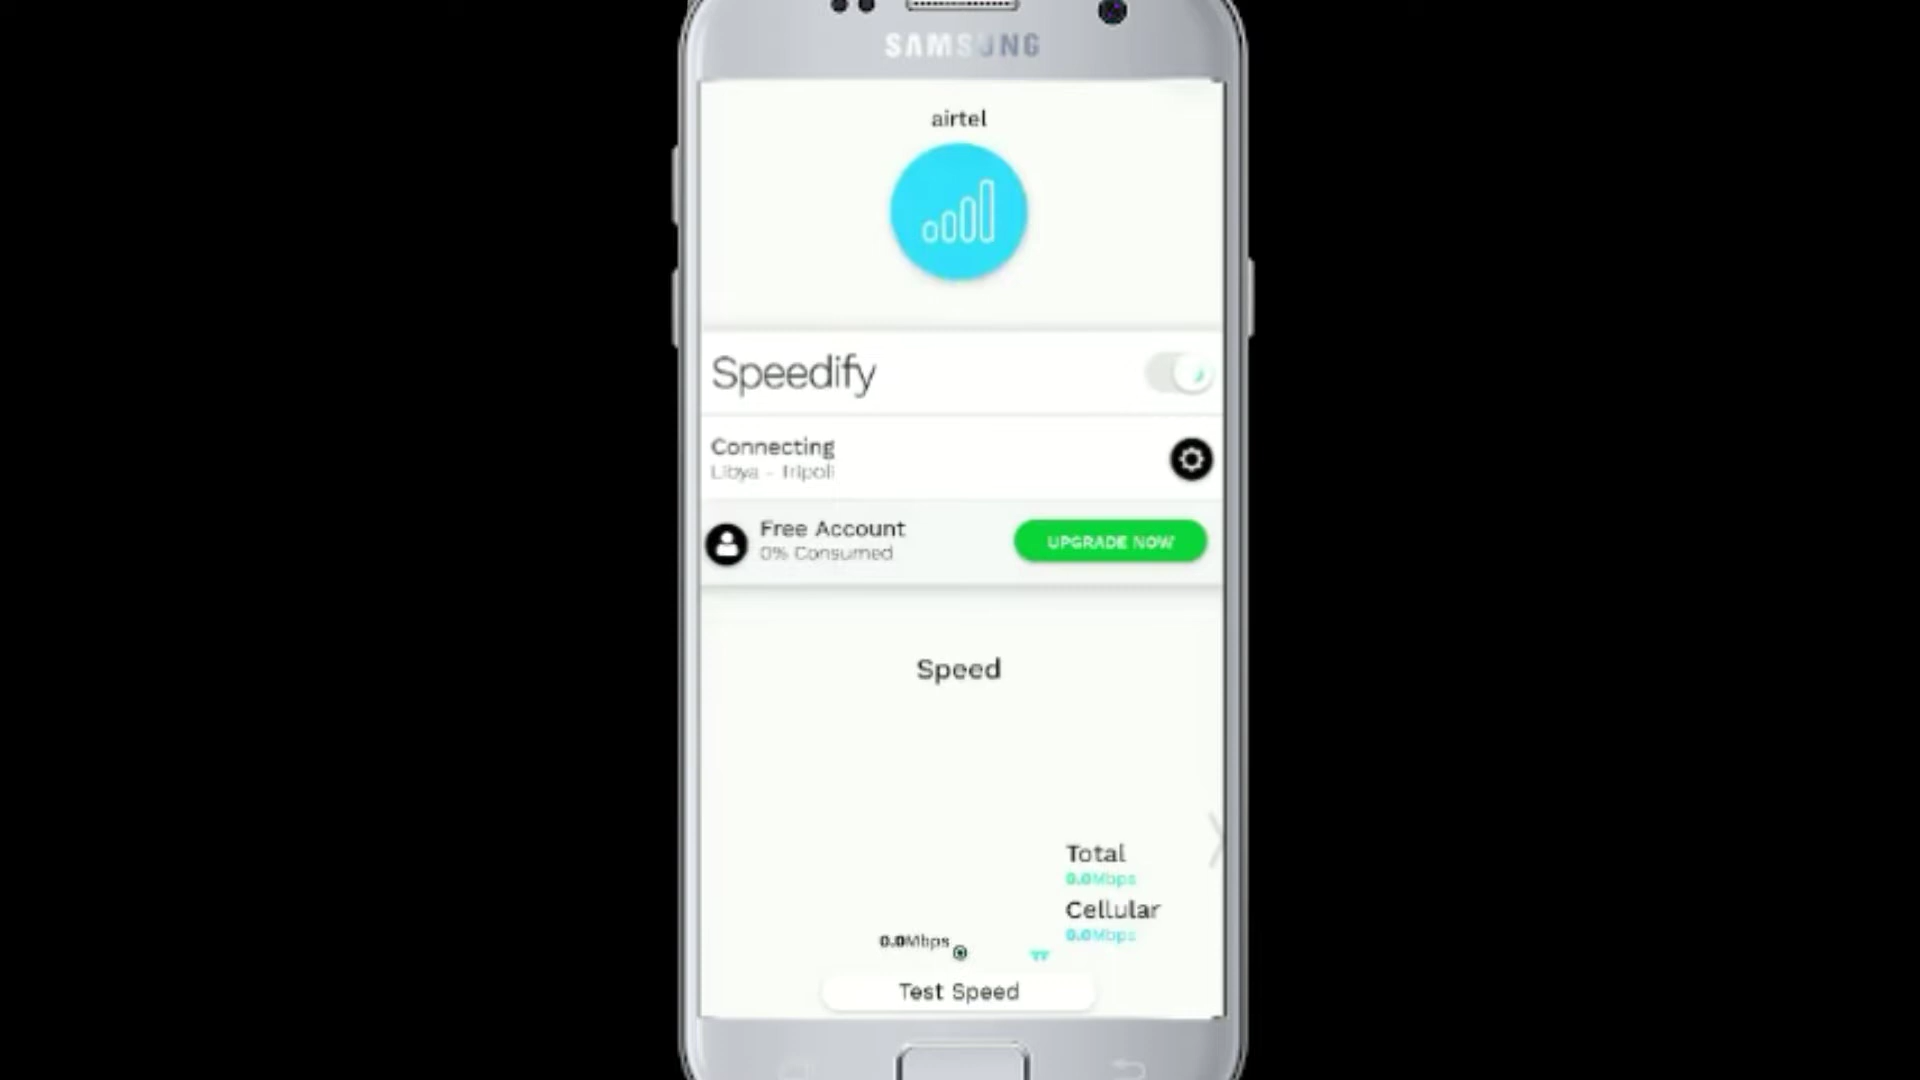 SAMSUNG
airtel
Speedify
Connecting
Libya - Tripoli
Free Account
0% Consumed
UPGRADE NOW
Speed
Total
0.0Mbps
Cellular
0.0Mbps
0.0Mbps
Test Speed